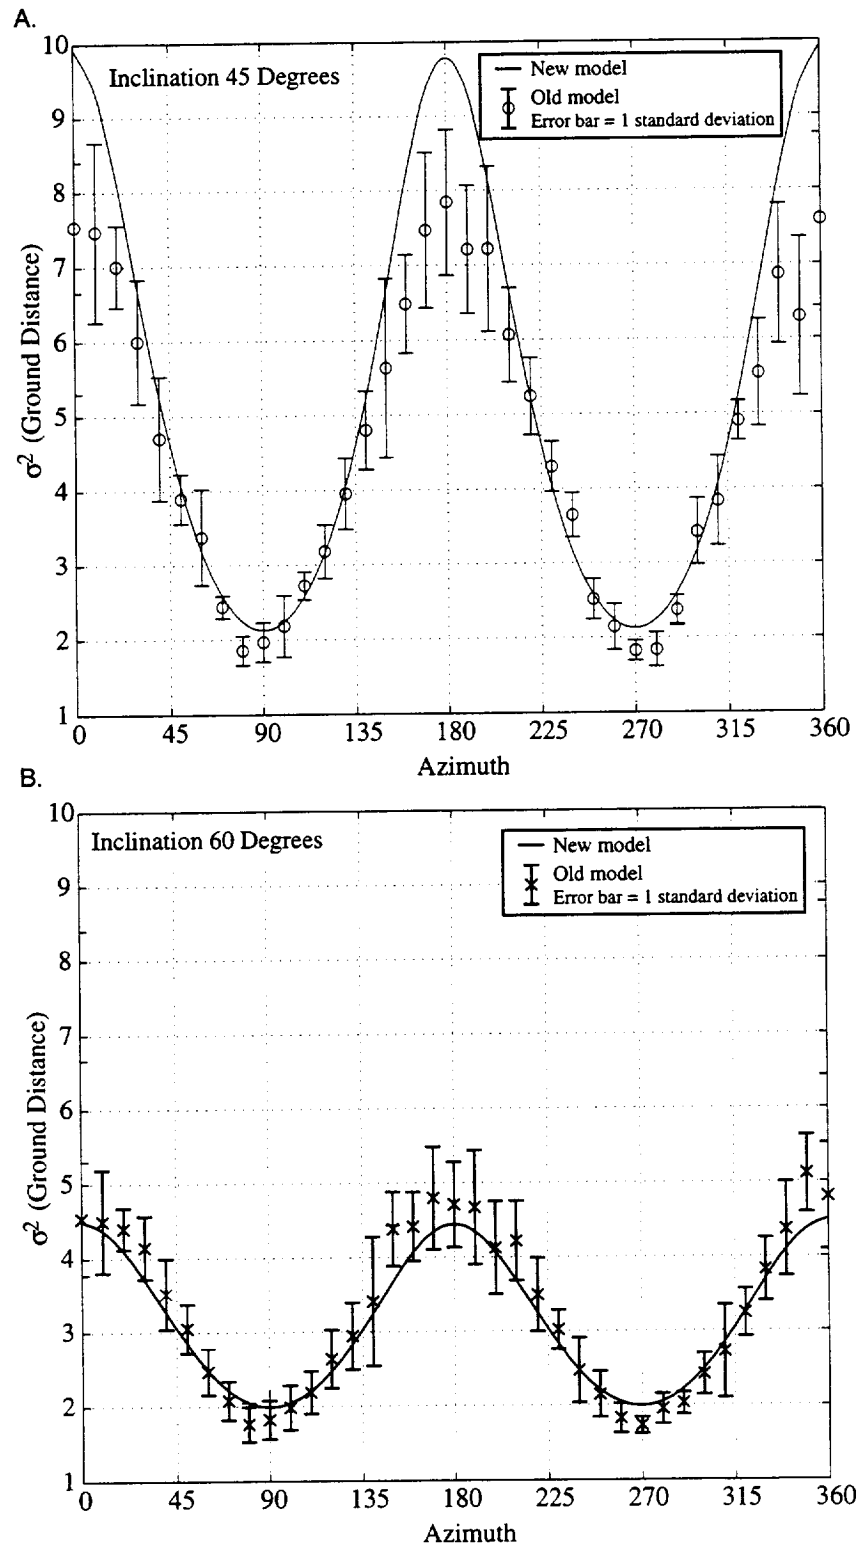 A.
Inclination 45 Degrees
New model
Old model
Error bar = 1 standard deviation
10
9
8
7
6
5
4
3
2
1
σ² (Ground Distance)
0 45 90 135 180 225 270 315 360
Azimuth
B.
Inclination 60 Degrees
New model
Old model
Error bar = 1 standard deviation
10
9
8
7
6
5
4
3
2
1
σ² (Ground Distance)
0 45 90 135 180 225 270 315 360
Azimuth